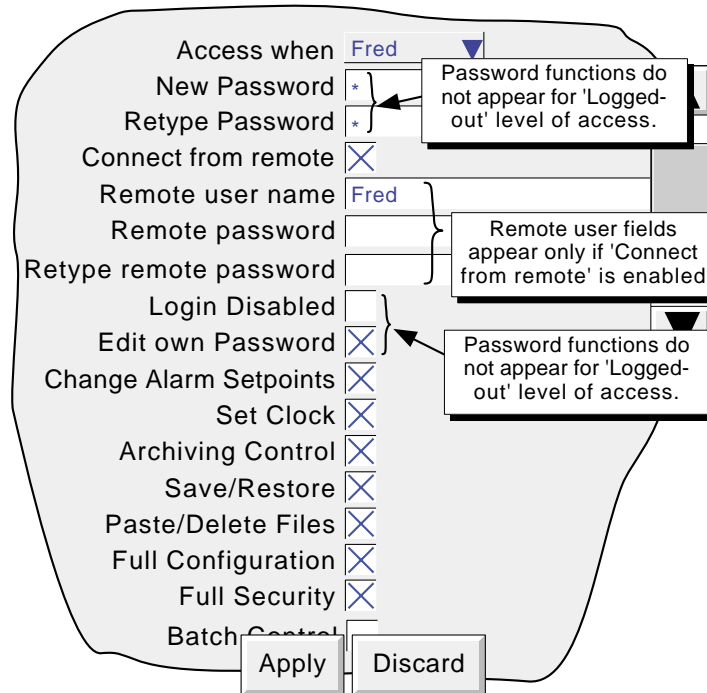 Access when Fred
New Password *
Retype Password *
Password functions do
not appear for 'Logged-
out' level of access.
Connect from remote
Remote user name Fred
Remote password
Retype remote password
Remote user fields
appear only if 'Connect
from remote' is enabled
Login Disabled
Edit own Password
Password functions do
not appear for 'Logged-
out' level of access.
Change Alarm Setpoints
Set Clock
Archiving Control
Save/Restore
Paste/Delete Files
Full Configuration
Full Security
Batch Control
Apply Discard